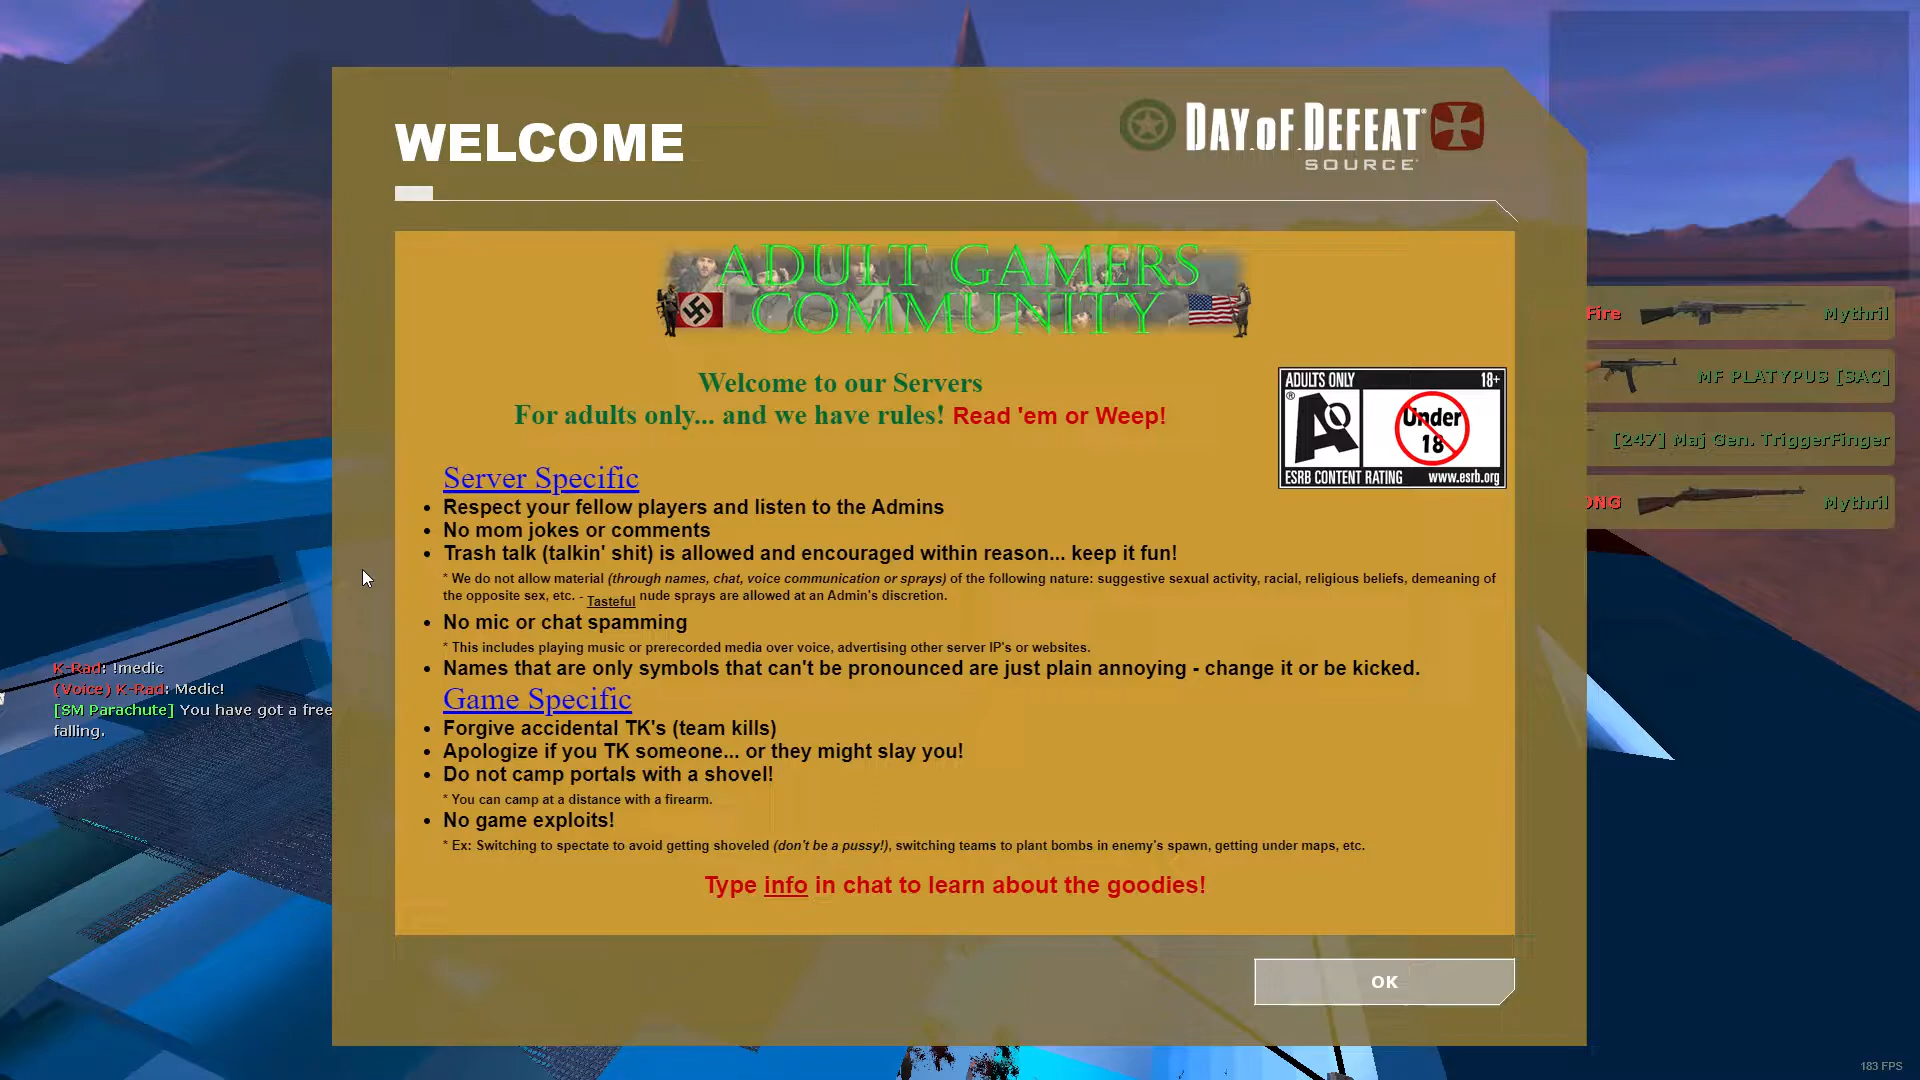 WELCOME
DAY of DEFEAT
SOURCE
ADULT GAMERS
COMMUNITY
Welcome to our Servers
For adults only... and we have rules! Read 'em or Weep!
ADULTS ONLY 18+
Under
18
ESRB CONTENT RATING www.esrb.org
Server Specific
• Respect your fellow players and listen to the Admins
• No mom jokes or comments
• Trash talk (talkin' shit) is allowed and encouraged within reason... keep it fun!
* We do not allow material (through names, chat, voice communication or sprays) of the following nature: suggestive sexual activity, racial, religious beliefs, demeaning of
the opposite sex, etc. - Tasteful nude sprays are allowed at an Admin's discretion.
• No mic or chat spamming
* This includes playing music or prerecorded media over voice, advertising other server IP's or websites.
• Names that are only symbols that can't be pronounced are just plain annoying - change it or be kicked.
Game Specific
• Forgive accidental TK's (team kills)
• Apologize if you TK someone... or they might slay you!
• Do not camp portals with a shovel!
* You can camp at a distance with a firearm.
• No game exploits!
* Ex: Switching to spectate to avoid getting shoveled (don't be a pussy!), switching teams to plant bombs in enemy's spawn, getting under maps, etc.
Type info in chat to learn about the goodies!
OK
Fire Mythril
MF PLATYPUS [SAC]
[247] Maj Gen. TriggerFinger
ONG Mythril
K-Rad: !medic
(Voice) K-Rad: Medic!
[SM Parachute] You have got a free
falling.
183 FPS